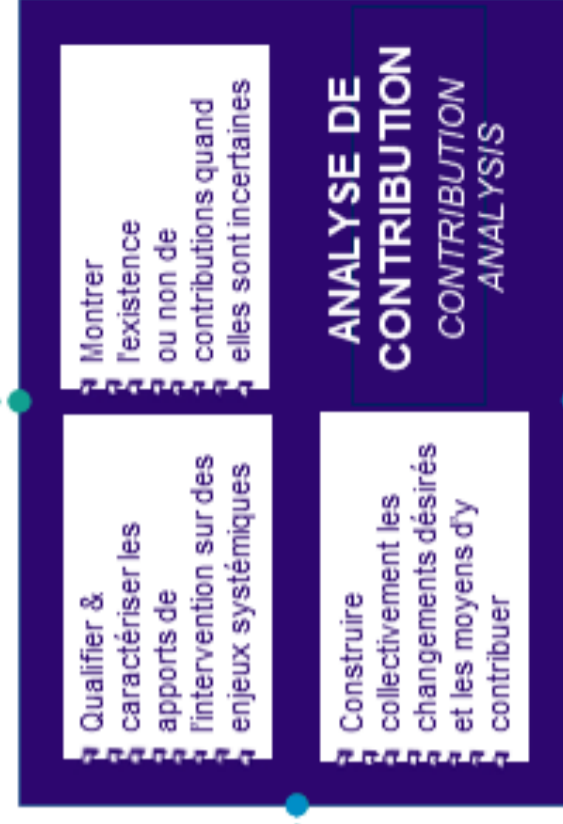 Qualifier &
caractériser les
apports de
l'intervention sur des
enjeux systémiques
Montrer
l'existence
ou non de
contributions quand
elles sont incertaines
Construire
collectivement les
changements désirés
et les moyens d'y
contribuer
ANALYSE DE
CONTRIBUTION
CONTRIBUTION
ANALYSIS